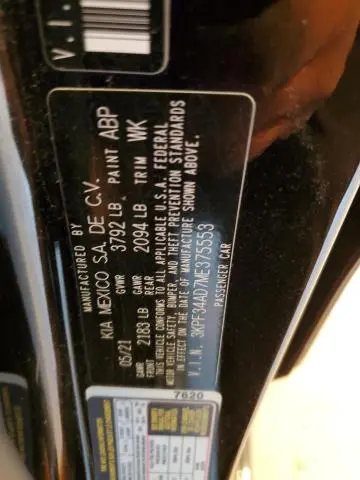 V.I.
MANUFACTURED BY
KIA MEXICO S.A. DE C.V.
05/21 GVWR 3792 LB PAINT ABP
GAWR FRONT 2183 LB GAWR REAR 2094 LB TRIM WK
THIS VEHICLE CONFORMS TO ALL APPLICABLE U.S.A. FEDERAL
MOTOR VEHICLE SAFETY, BUMPER, AND THEFT PREVENTION STANDARDS
IN EFFECT ON THE DATE OF MANUFACTURE SHOWN ABOVE.
V.I.N. 3KPF34AD7ME375553
PASSENGER CAR
7620